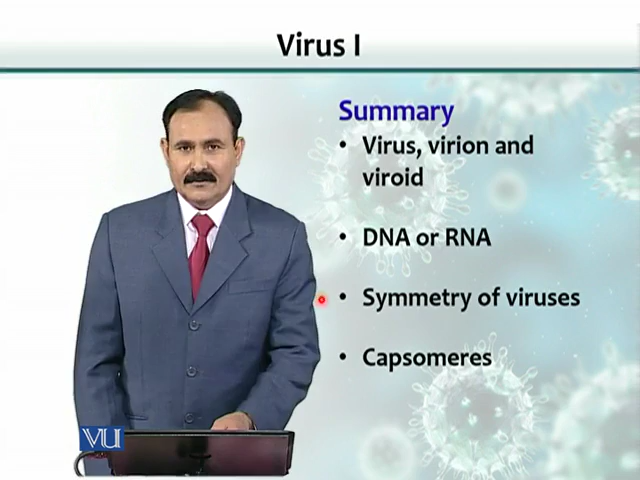 Virus I
Summary
• Virus, virion and
viroid
• DNA or RNA
• Symmetry of viruses
• Capsomeres
VU